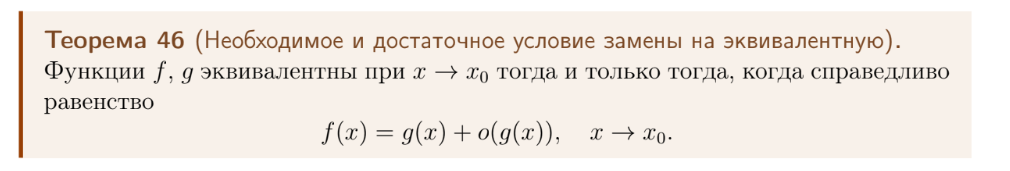 Теорема 46 (Необходимое и достаточное условие замены на эквивалентную).
Функции f, g эквивалентны при x → x₀ тогда и только тогда, когда справедливо
равенство
f(x) = g(x) + o(g(x)), x → x₀.